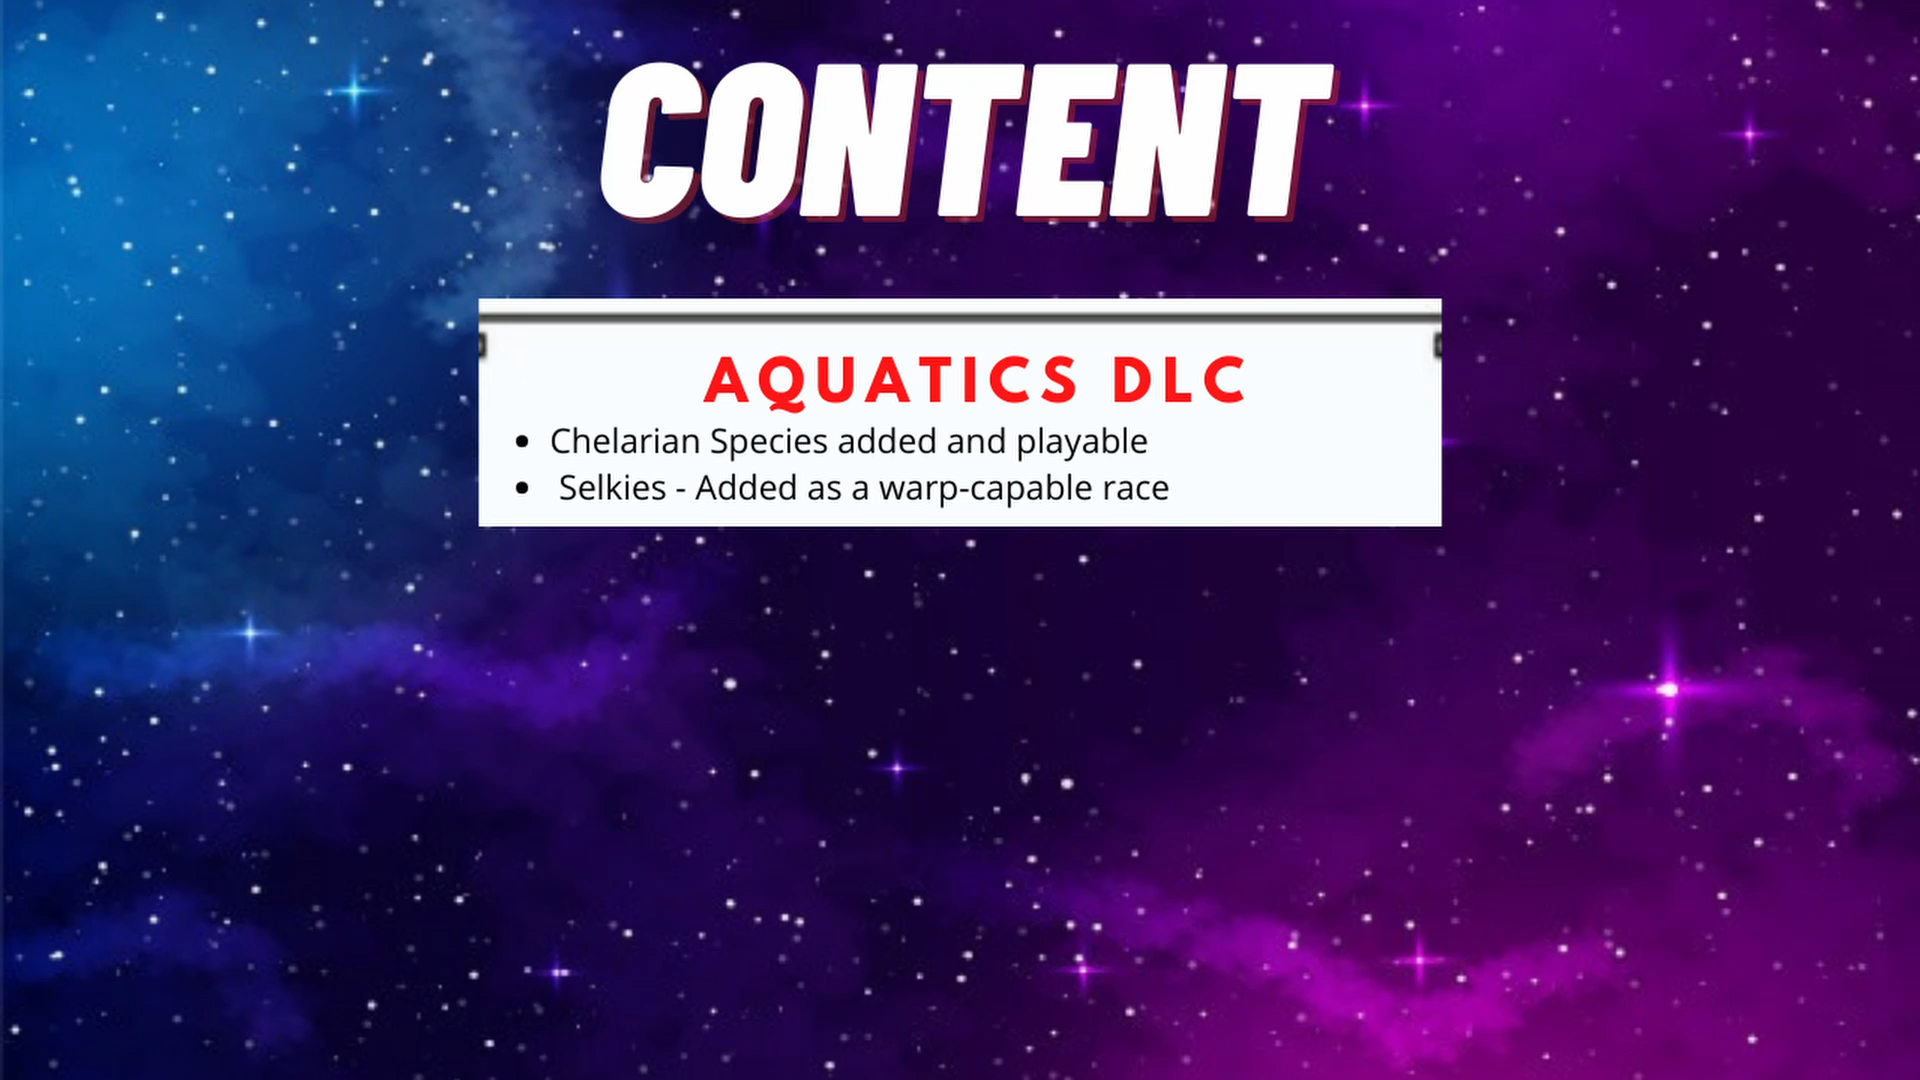 CONTENT
AQUATICS DLC
• Chelarian Species added and playable
• Selkies - Added as a warp-capable race